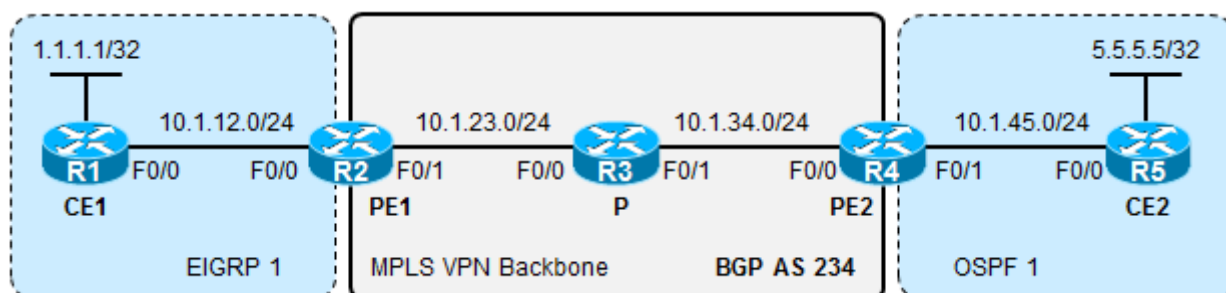 1.1.1.1/32
5.5.5.5/32
10.1.12.0/24
10.1.23.0/24
10.1.34.0/24
10.1.45.0/24
R1
F0/0
F0/0
R2
F0/1
F0/0
R3
F0/1
F0/0
R4
F0/1
F0/0
R5
CE1
PE1
P
PE2
CE2
EIGRP 1
MPLS VPN Backbone
BGP AS 234
OSPF 1